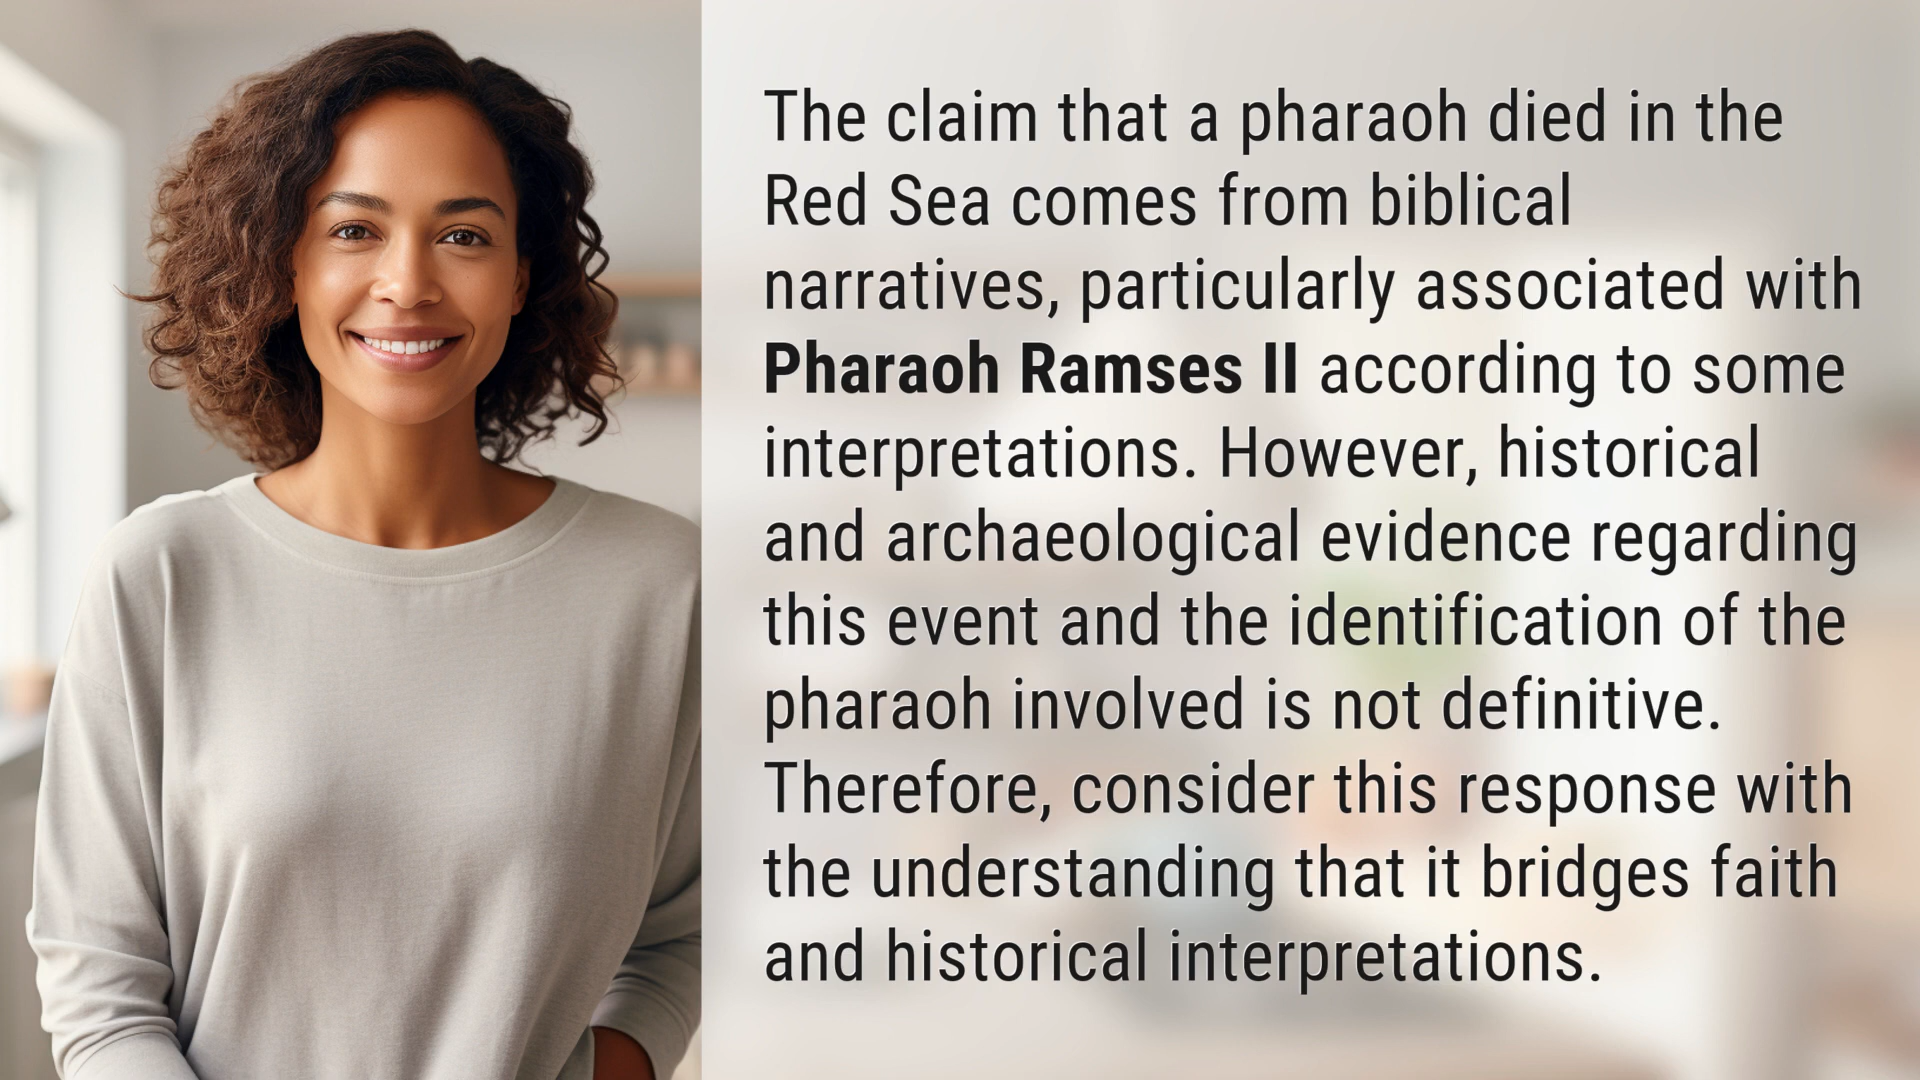 The claim that a pharaoh died in the
Red Sea comes from biblical
narratives, particularly associated with
Pharaoh Ramses II according to some
interpretations. However, historical
and archaeological evidence regarding
this event and the identification of the
pharaoh involved is not definitive.
Therefore, consider this response with
the understanding that it bridges faith
and historical interpretations.